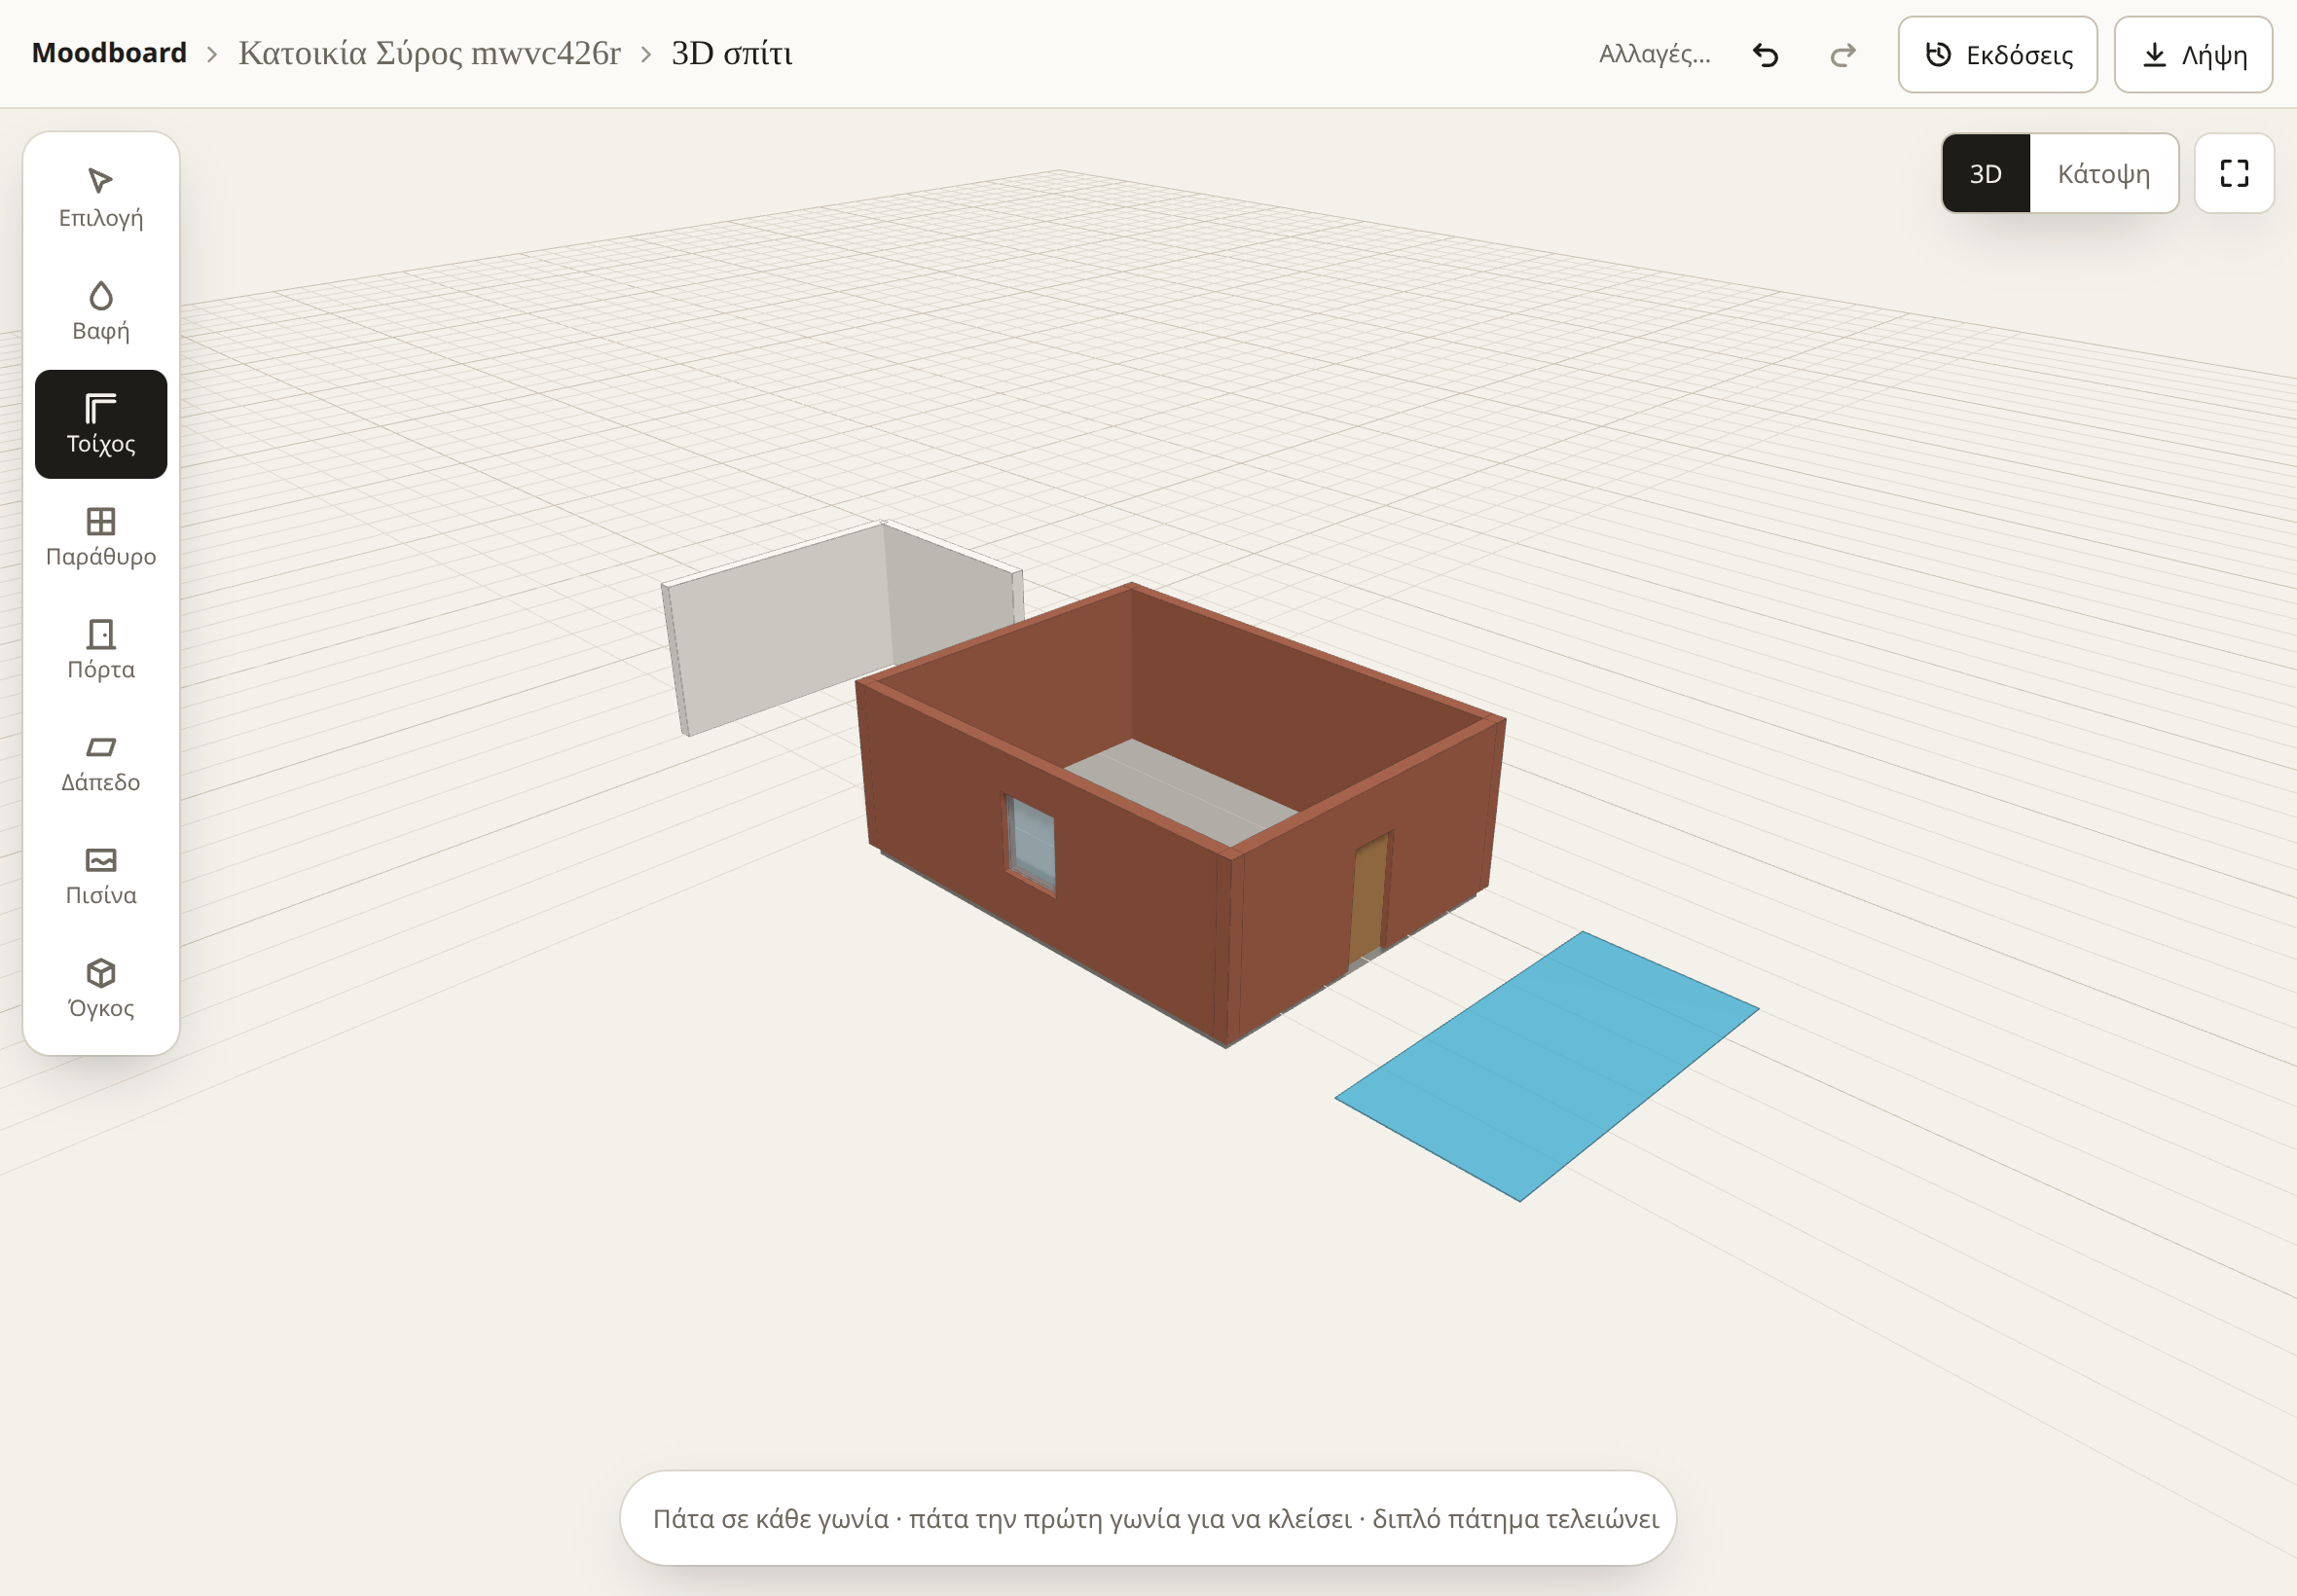 Moodboard > Κατοικία Σύρος mwvc426r > 3D σπίτι
Αλλαγές...
Εκδόσεις
Λήψη
3D
Κάτοψη
Επιλογή
Βαφή
Τοίχος
Παράθυρο
Πόρτα
Δάπεδο
Πισίνα
Όγκος
Πάτα σε κάθε γωνία · πάτα την πρώτη γωνία για να κλείσει · διπλό πάτημα τελειώνει